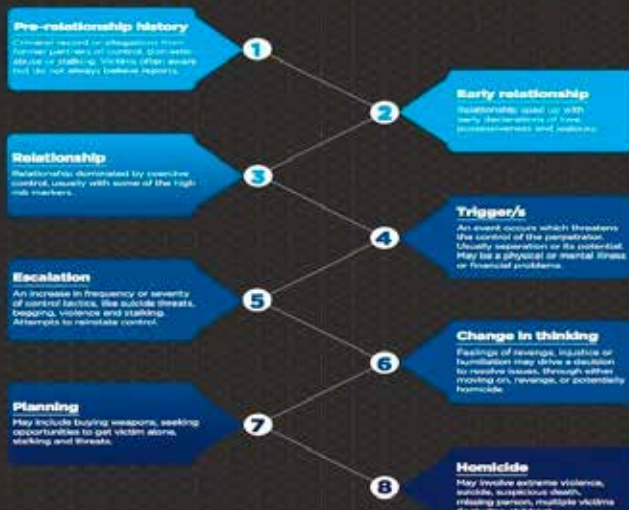 Pre-relationship history
Criminal record or allegations from
former partners of control, domestic
abuse or stalking. Victims often aware
but do not always believe reports.
1
2
Early relationship
Relationship sped up with
early declarations of love,
possessiveness and jealousy.
Relationship
Relationship dominated by coercive
control, usually with some of the high
risk markers.
3
4
Trigger/s
An event occurs which threatens
the control of the perpetrator.
Usually separation or its potential.
May be a physical or mental illness
or financial problems.
Escalation
An increase in frequency or severity
of control tactics, like suicide threats,
begging, violence and stalking.
Attempts to reinstate control.
5
6
Change in thinking
Feelings of revenge, injustice or
humiliation may drive a decision
to resolve issues, through either
moving on, revenge, or potentially
homicide.
Planning
May include buying weapons, seeking
opportunities to get victim alone,
stalking and threats.
7
8
Homicide
May involve extreme violence,
suicide, suspicious death,
missing person, multiple victims